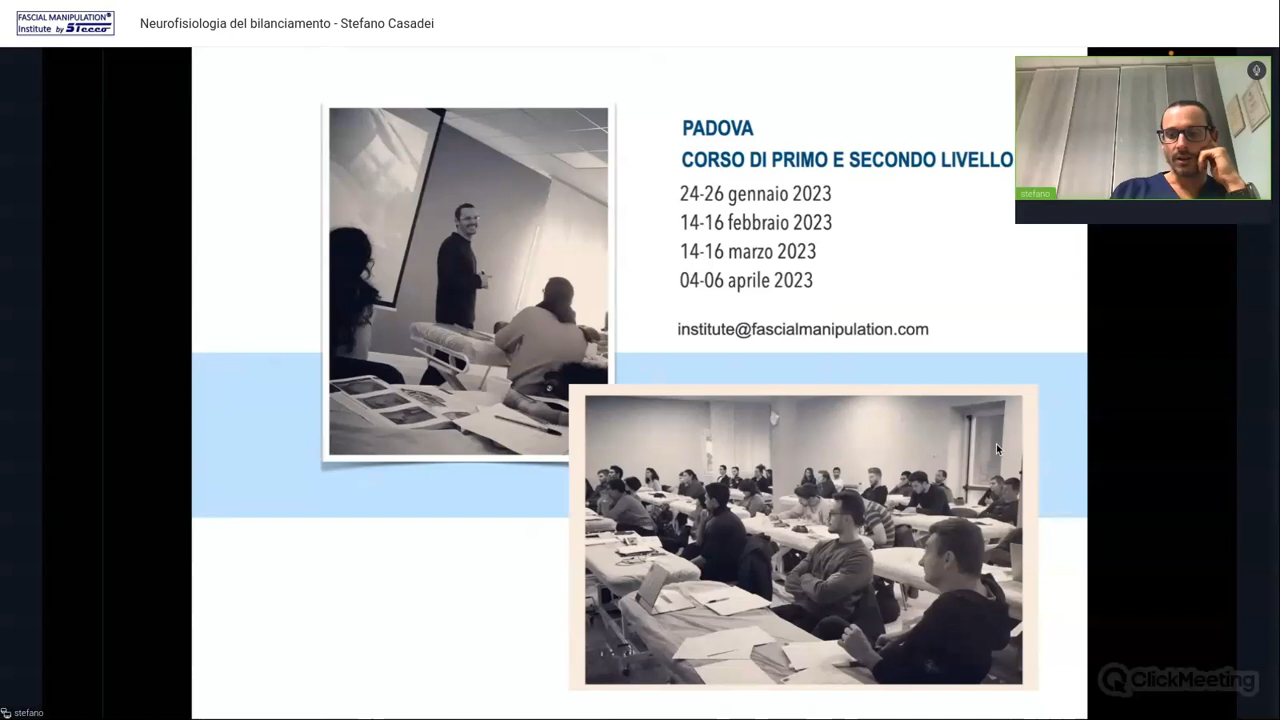 FASCIAL MANIPULATION®
Institute by Stecco
Neurofisiologia del bilanciamento - Stefano Casadei
PADOVA
CORSO DI PRIMO E SECONDO LIVELLO
24-26 gennaio 2023
14-16 febbraio 2023
14-16 marzo 2023
04-06 aprile 2023
institute@fascialmanipulation.com
stefano
ClickMeeting
stefano